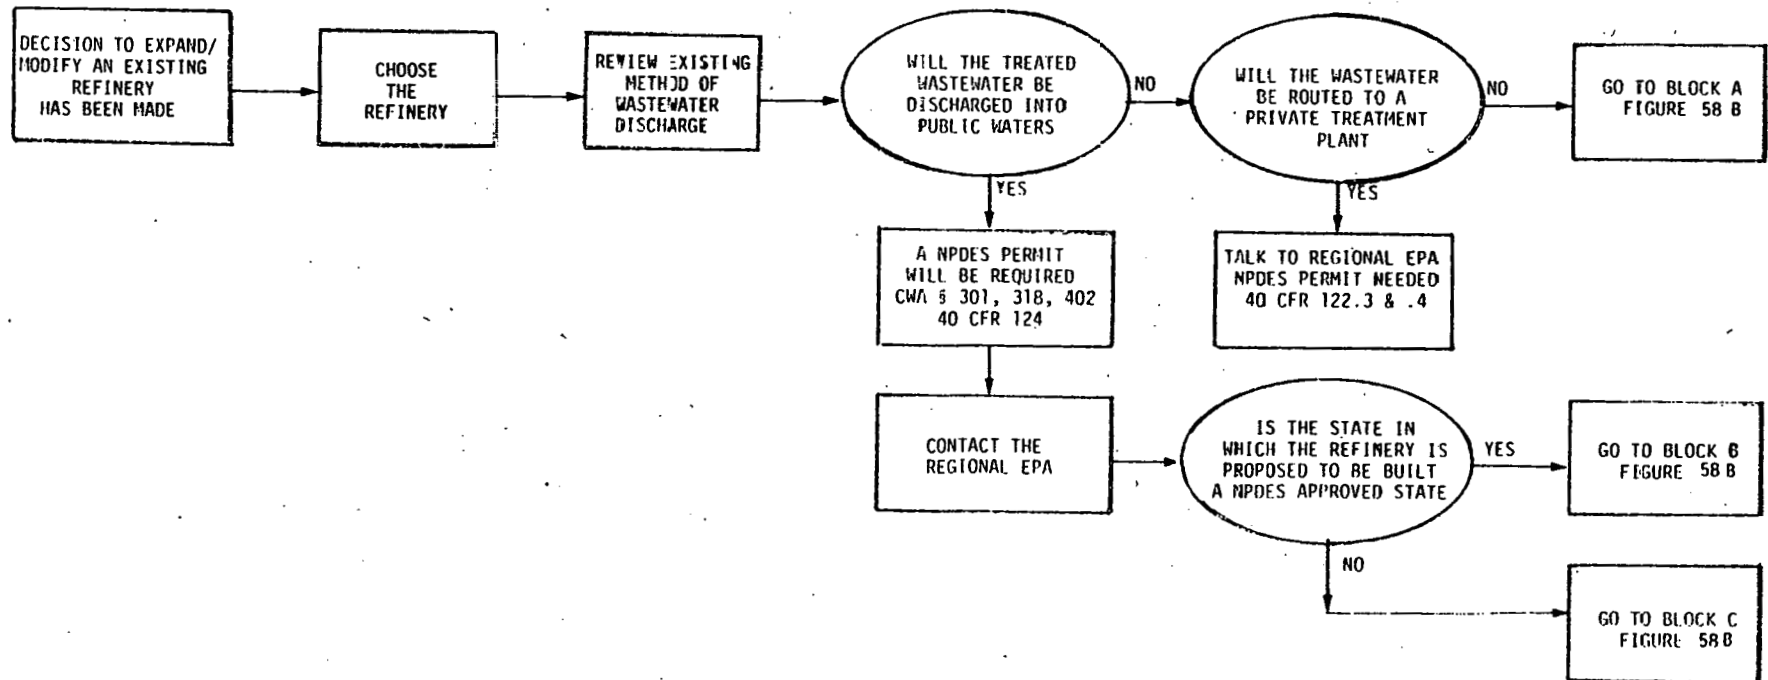 DECISION TO EXPAND/
MODIFY AN EXISTING
REFINERY
HAS BEEN MADE
CHOOSE
THE
REFINERY
REVIEW EXISTING
METHOD OF
WASTEWATER
DISCHARGE
WILL THE TREATED
WASTEWATER BE
DISCHARGED INTO
PUBLIC WATERS
NO
WILL THE WASTEWATER
BE ROUTED TO A
PRIVATE TREATMENT
PLANT
NO
GO TO BLOCK A
FIGURE 58 B
YES
YES
A NPDES PERMIT
WILL BE REQUIRED
CWA § 301, 318, 402
40 CFR 124
TALK TO REGIONAL EPA
NPDES PERMIT NEEDED
40 CFR 122.3 & .4
CONTACT THE
REGIONAL EPA
IS THE STATE IN
WHICH THE REFINERY IS
PROPOSED TO BE BUILT
A NPDES APPROVED STATE
YES
GO TO BLOCK B
FIGURE 58 B
NO
GO TO BLOCK C
FIGURE 58 B